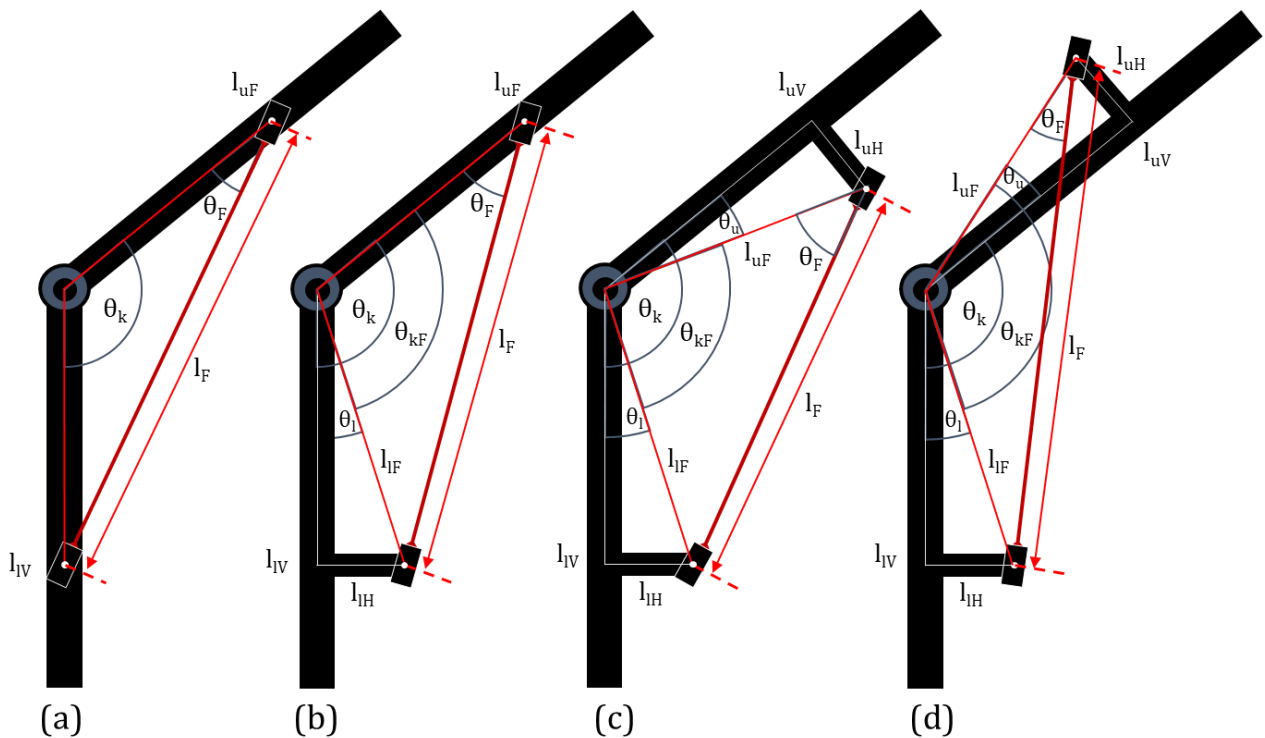 l_uF
θ_F
θ_k
l_F
l_lV
(a)
l_uF
θ_F
θ_k
θ_kF
l_F
θ_l
l_lF
l_lV
l_lH
(b)
l_uV
l_uH
θ_u
l_uF
θ_F
θ_k
θ_kF
l_F
θ_l
l_lF
l_lV
l_lH
(c)
l_uH
θ_F
l_uV
l_uF
θ_u
θ_k
θ_kF
l_F
θ_l
l_lF
l_lV
l_lH
(d)